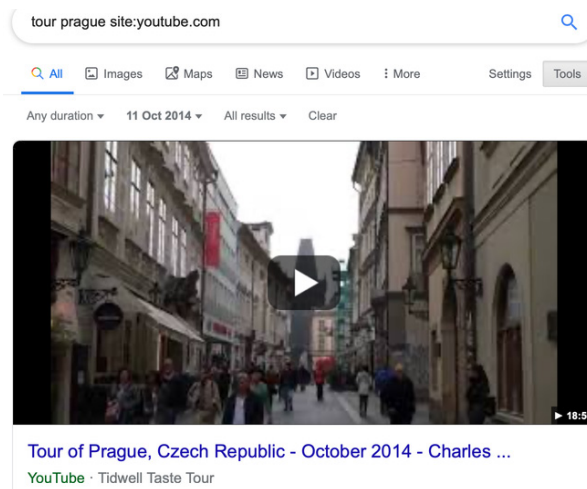 tour prague site:youtube.com
All Images Maps News Videos More Settings Tools
Any duration 11 Oct 2014 All results Clear
18:5
Tour of Prague, Czech Republic - October 2014 - Charles ...
YouTube · Tidwell Taste Tour